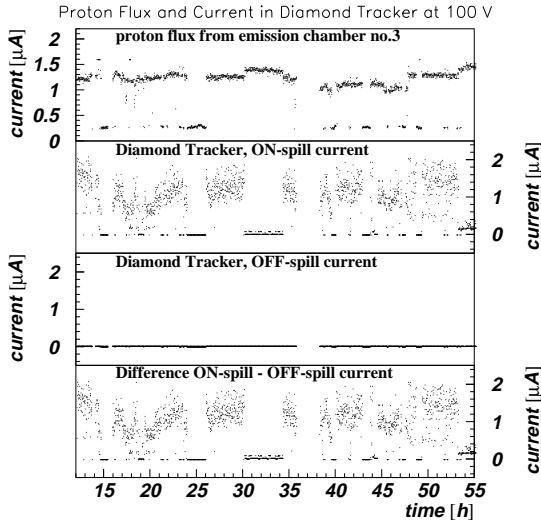 Proton Flux and Current in Diamond Tracker at 100 V
proton flux from emission chamber no.3
current [μA]
1.5
1
0.5
0
Diamond Tracker, ON-spill current
current [μA]
2
1
0
Diamond Tracker, OFF-spill current
current [μA]
2
1
0
Difference ON-spill - OFF-spill current
current [μA]
2
1
0
15 20 25 30 35 40 45 50 55
time [h]